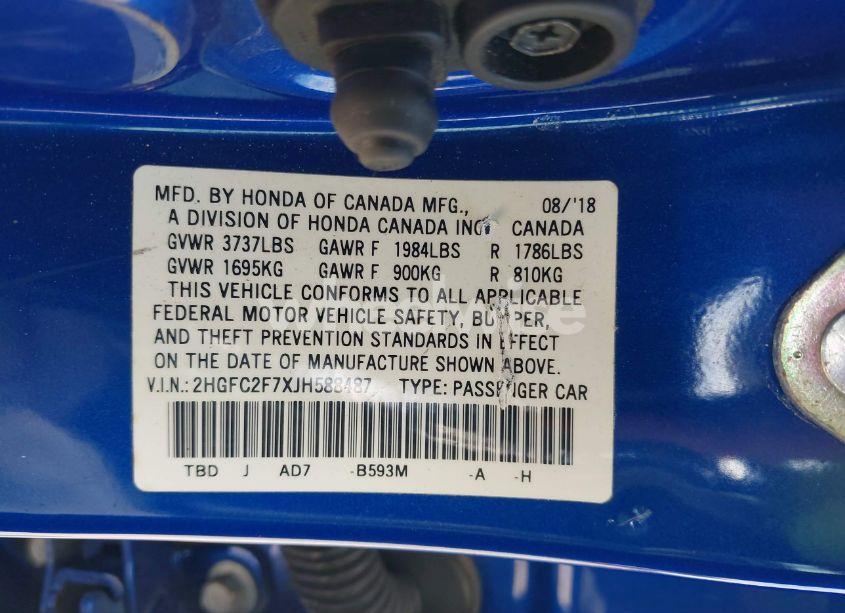 MFD. BY HONDA OF CANADA MFG., 08/'18
A DIVISION OF HONDA CANADA INC. CANADA
GVWR 3737LBS GAWR F 1984LBS R 1786LBS
GVWR 1695KG GAWR F 900KG R 810KG
THIS VEHICLE CONFORMS TO ALL APPLICABLE
FEDERAL MOTOR VEHICLE SAFETY, BUMPER,
AND THEFT PREVENTION STANDARDS IN EFFECT
ON THE DATE OF MANUFACTURE SHOWN ABOVE.
V.I.N.: 2HGFC2F7XJH588487 TYPE: PASSENGER CAR
TBD J AD7 -B593M -A -H